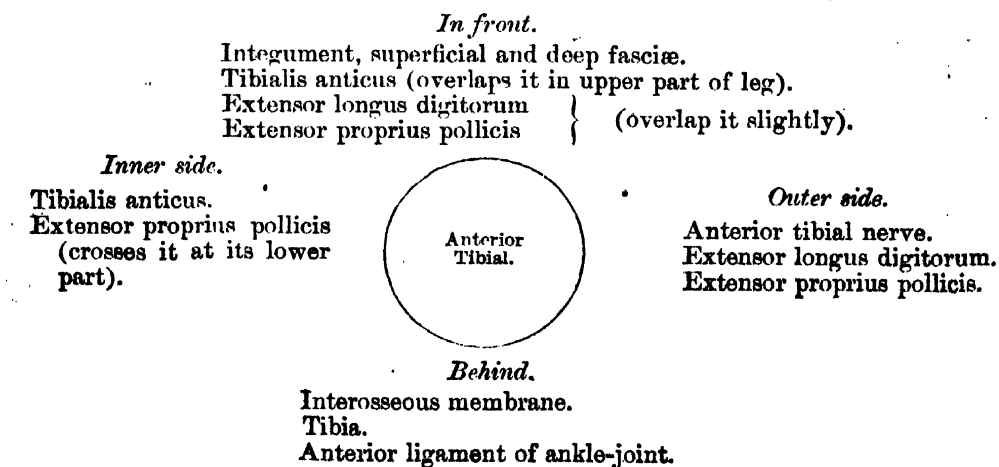 In front.
Integument, superficial and deep fasciæ.
Tibialis anticus (overlaps it in upper part of leg).
Extensor longus digitorum
Extensor proprius pollicis
} (overlap it slightly).
Inner side.
Tibialis anticus.
Extensor proprius pollicis
(crosses it at its lower
part).
Anterior
Tibial.
Outer side.
Anterior tibial nerve.
Extensor longus digitorum.
Extensor proprius pollicis.
Behind.
Interosseous membrane.
Tibia.
Anterior ligament of ankle-joint.